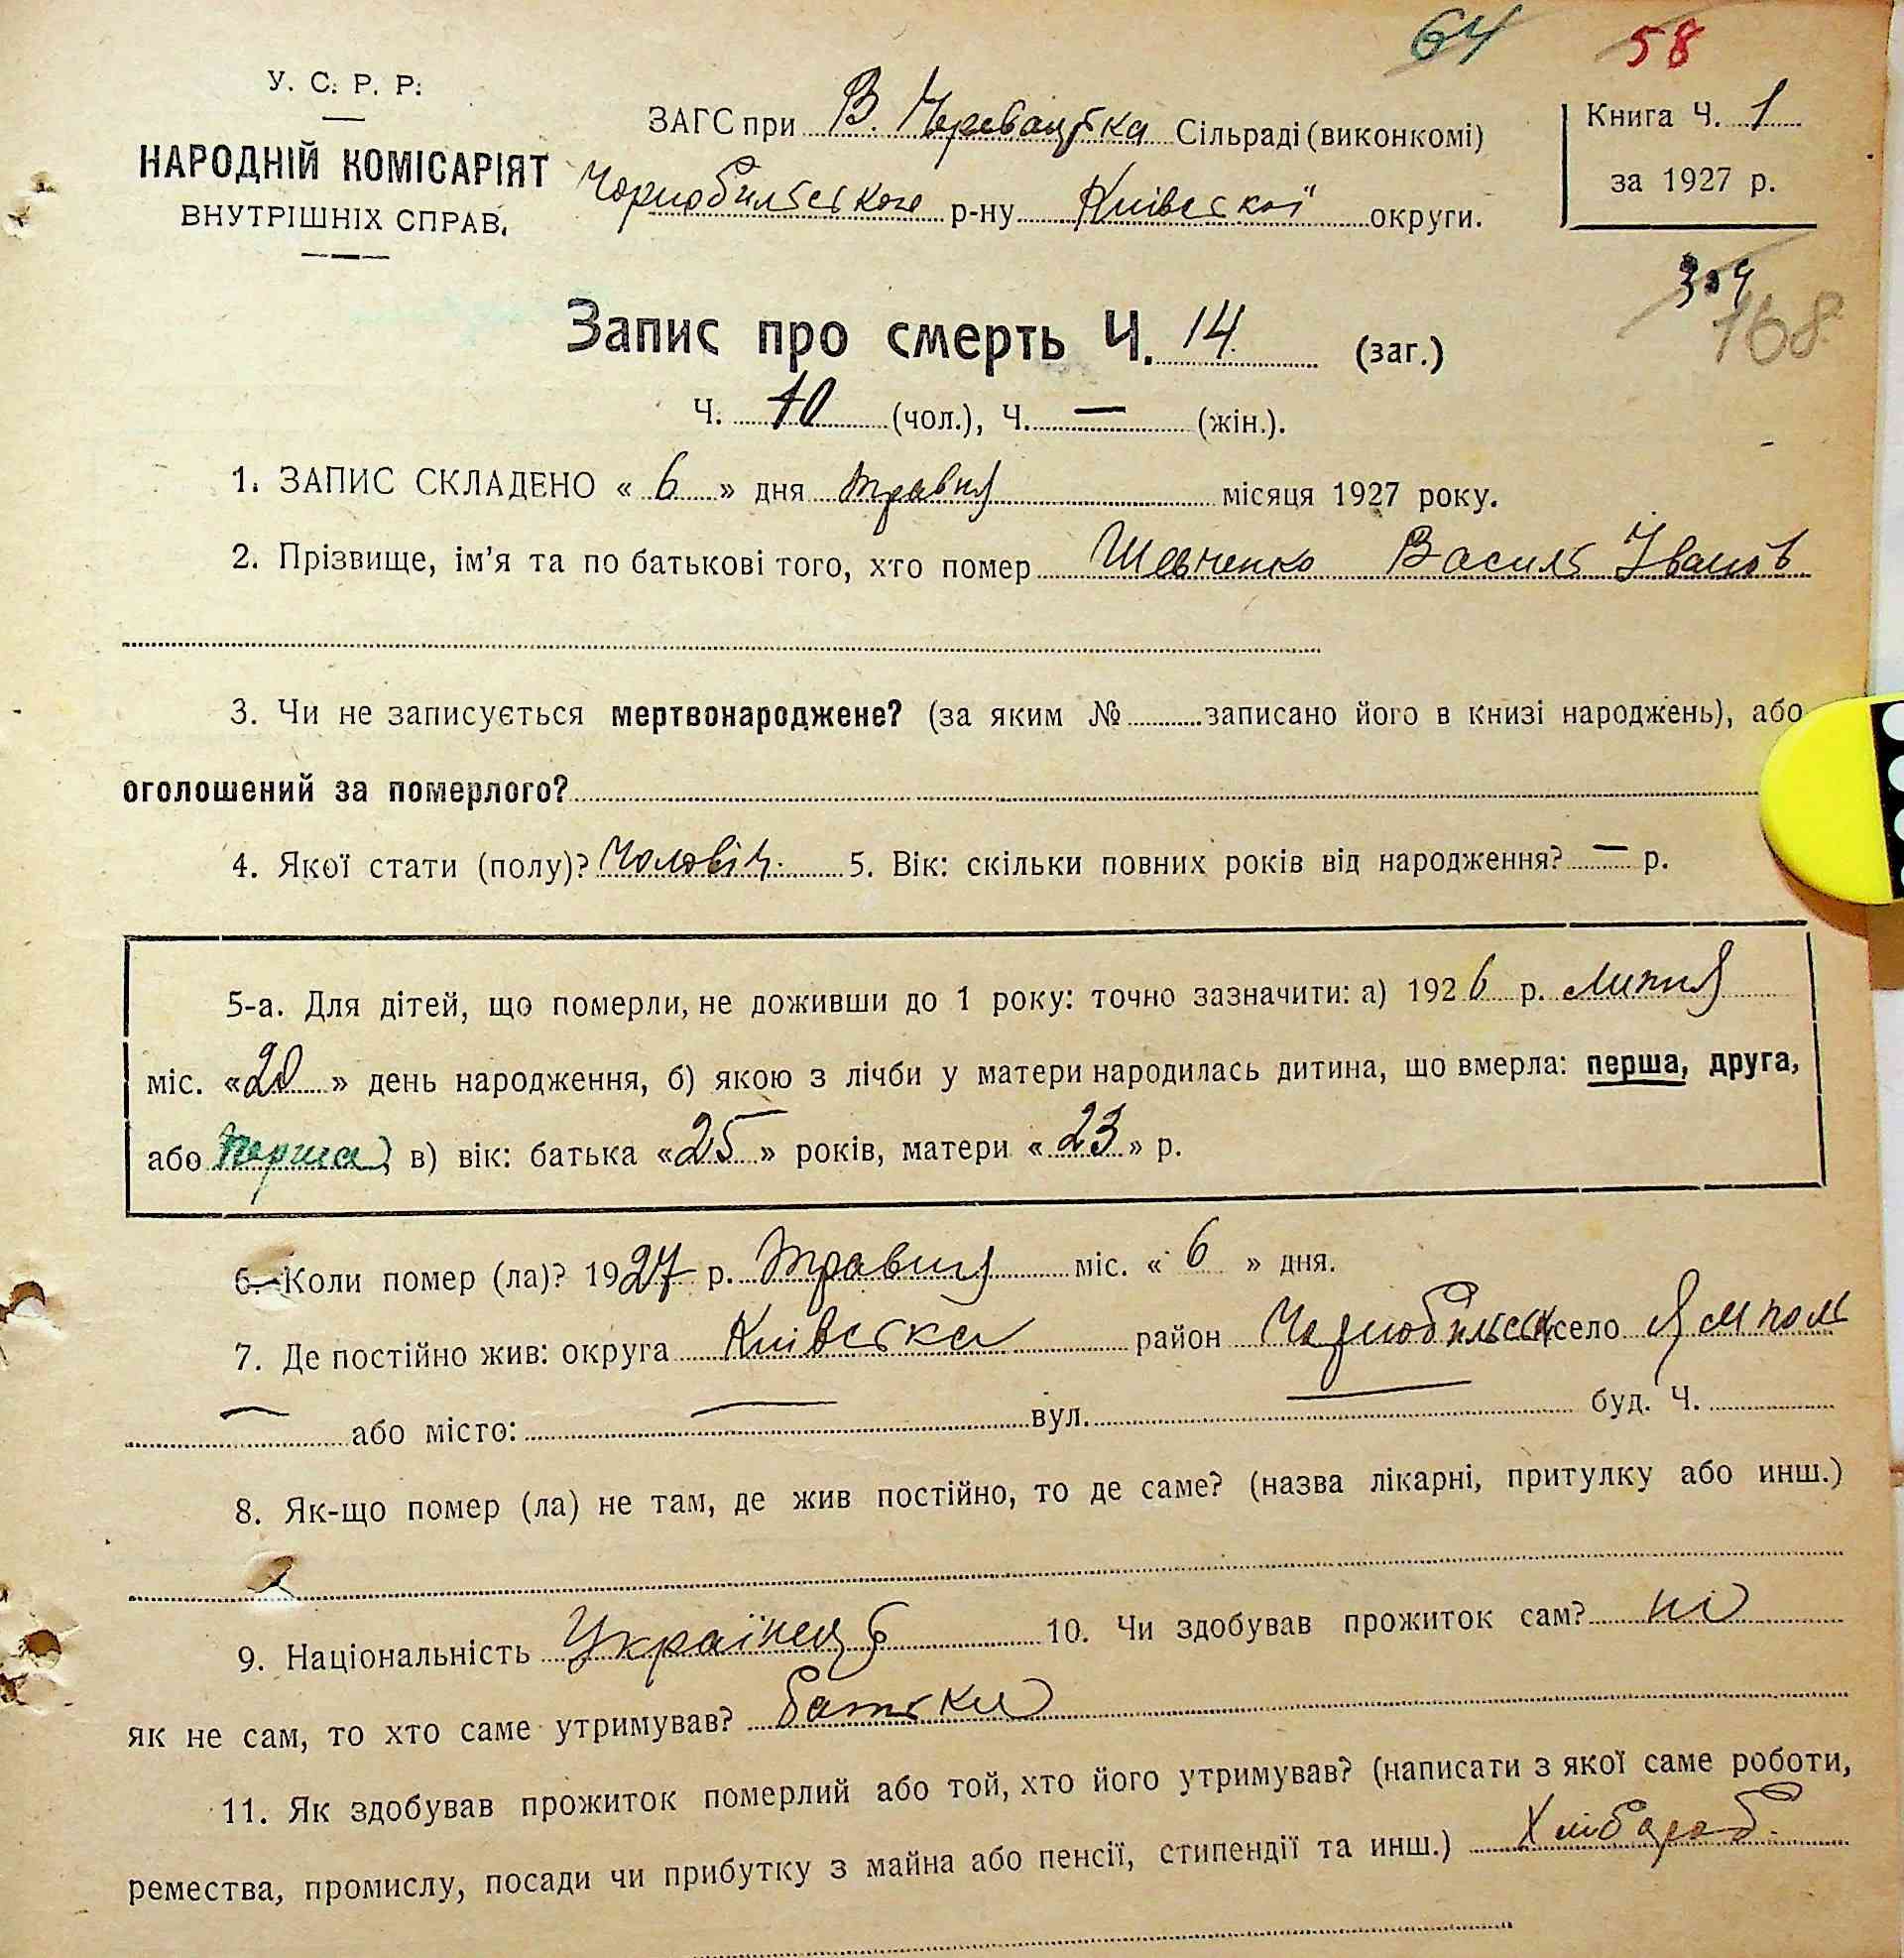 64 58
У. С. Р. Р.
НАРОДНІЙ КОМІСАРІЯТ
ВНУТРІШНІХ СПРАВ.
ЗАГС при В. Черевацька Сільраді (виконкомі)
Чорнобильського р-ну Київської округи.
Книга Ч. 1
за 1927 р.
168
Запис про смерть Ч. 14 (заг.)
Ч. 10 (чол.), Ч. — (жін.).
1. ЗАПИС СКЛАДЕНО « 6 » дня травня місяця 1927 року.
2. Прізвище, ім’я та по батькові того, хто помер Шевченко Василь Іванов
3. Чи не записується мертвонароджене? (за яким № записано його в книзі народжень), або
оголошений за померлого?
4. Якої стати (полу)? Чоловіч. 5. Вік: скільки повних років від народження? — р.
5-а. Для дітей, що померли, не доживши до 1 року: точно зазначити: а) 1926 р. Липня
міс. «20» день народження, б) якою з лічби у матери народилась дитина, що вмерла: перша, друга,
або перша, в) вік: батька «25» років, матери «23» р.
6. Коли помер (ла)? 1927 р. Травня міс. « 6 » дня.
7. Де постійно жив: округа Київська район Чорнобильськ село Ямполь
— або місто: — вул. — буд. Ч.
8. Як-що помер (ла) не там, де жив постійно, то де саме? (назва лікарні, притулку або инш.)
9. Національність Українець 10. Чи здобував прожиток сам? ні
як не сам, то хто саме утримував? батьки
11. Як здобував прожиток померлий або той, хто його утримував? (написати з якої саме роботи,
ремества, промислу, посади чи прибутку з майна або пенсії, стипендії та инш.) Хлібороб.